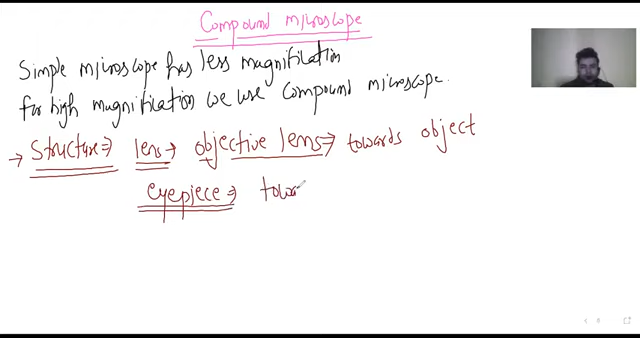 Compound microscope
Simple microscope has less magnification
for high magnification we use Compound microscope.
→ Structure ⇒ lens → objective lens ⇒ towards object
eyepiece ⇒ towa